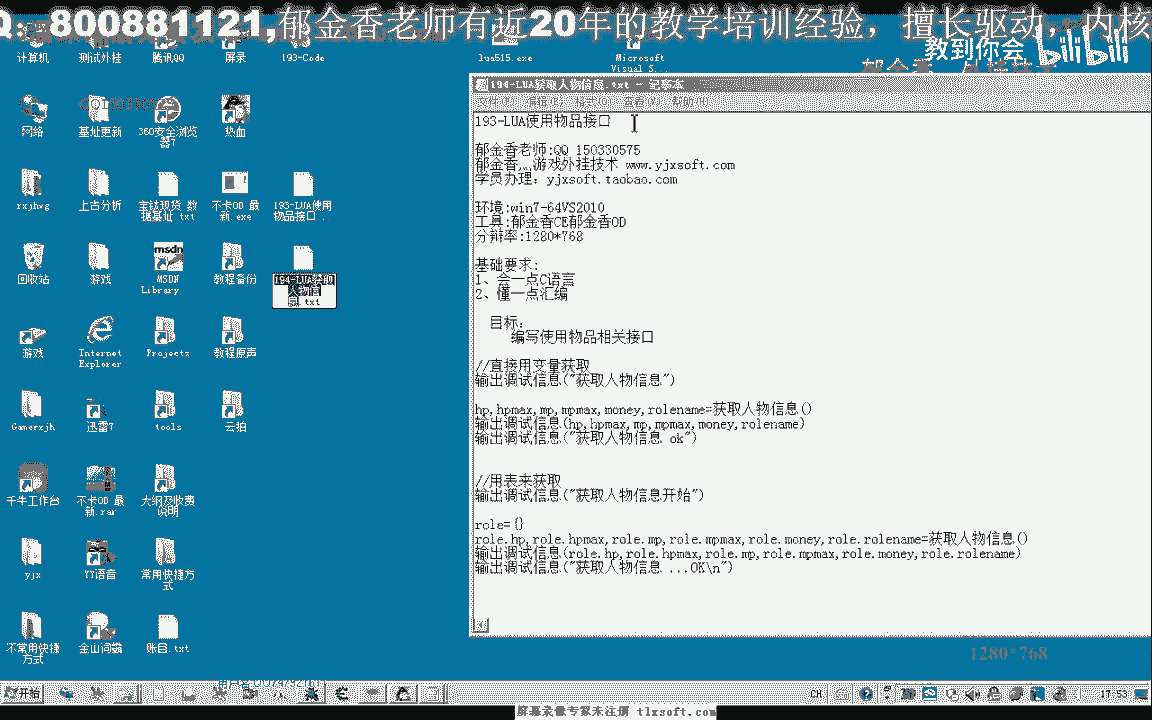 Q: 800881121,郁金香老师有近20年的教学培训经验，擅长驱动，内核
教到你会 bilibili
计算机
测试外挂
腾讯QQ
屏录
193-Code
lua515.exe
Microsoft
Visual S...
网络
基址更新
360安全浏览
器7
热血
rxjhvg
上古分析
宝钛现货 数
据基址.txt
不卡OD 最
新.exe
193-LUA使用
物品接口 .
回收站
游戏
MSDN
Library...
教程备份
194-LUA获取
人物信
息.txt
游戏
Internet
Explorer
Projects
教程原声
Gamerxjh
迅雷7
tools
云拍
千牛工作台
不卡OD 最
新.rar
大纲及收费
说明
yjx
YY语音
常用快捷方
式
不常用快捷
方式
金山词霸
账目.txt
194-LUA获取人物信息.txt - 记事本
文件(F) 编辑(E) 格式(O) 查看(V) 帮助(H)
193-LUA使用物品接口
郁金香老师:QQ 150330575
郁金香灬游戏外挂技术 www.yjxsoft.com
学员办理：yjxsoft.taobao.com
环境:win7-64VS2010
工具:郁金香CE郁金香OD
分辩率:1280*768
基础要求:
1、会一点C语言
2、懂一点汇编
目标：
编写使用物品相关接口
//直接用变量获取
输出调试信息("获取人物信息")
hp,hpmax,mp,mpmax,money,rolename=获取人物信息()
输出调试信息(hp,hpmax,mp,mpmax,money,rolename)
输出调试信息("获取人物信息 ok")
//用表来获取
输出调试信息("获取人物信息开始")
role={}
role.hp,role.hpmax,role.mp,role.mpmax,role.money,role.rolename=获取人物信息()
输出调试信息(role.hp,role.hpmax,role.mp,role.mpmax,role.money,role.rolename)
输出调试信息("获取人物信息 ...OK\n")
1280*768
开始
CH
17:53
屏幕录像专家未注册 tlxsoft.com